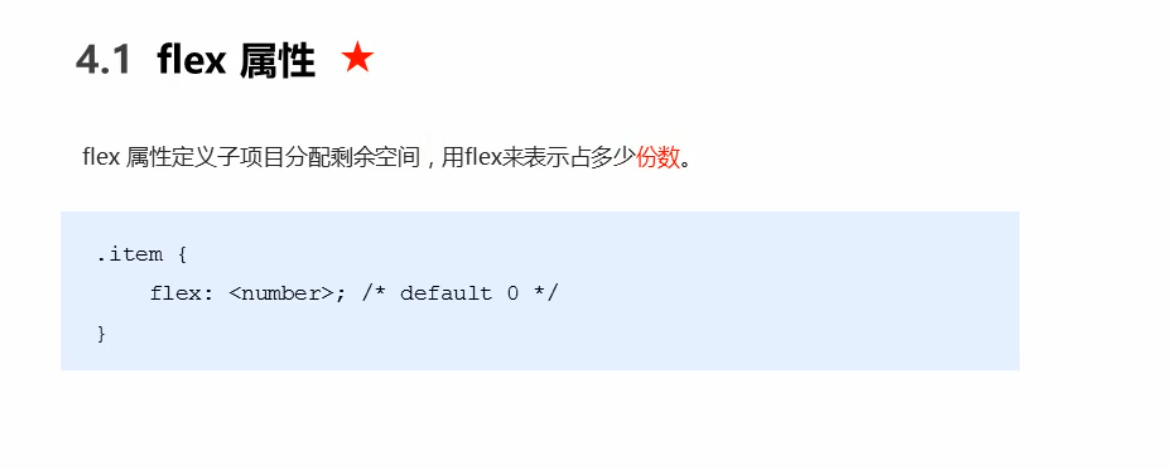 4.1 flex 属性 ★
flex 属性定义子项目分配剩余空间，用flex来表示占多少份数。
.item {
    flex: <number>; /* default 0 */
}